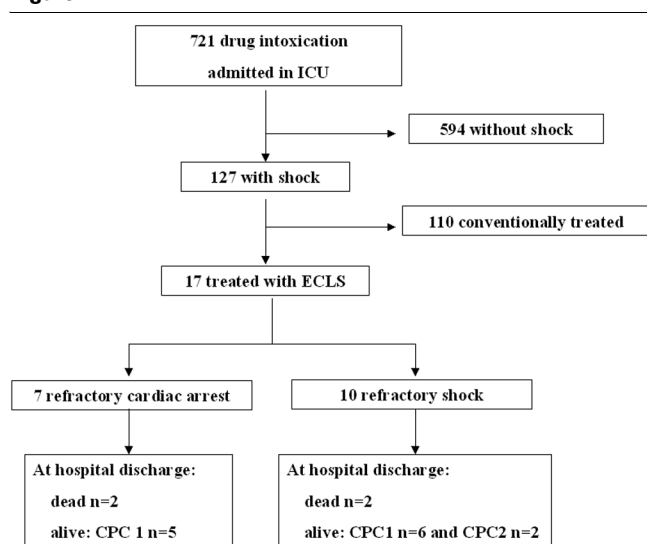 721 drug intoxication
admitted in ICU
594 without shock
127 with shock
110 conventionally treated
17 treated with ECLS
7 refractory cardiac arrest
10 refractory shock
At hospital discharge:
dead n=2
alive: CPC 1 n=5
At hospital discharge:
dead n=2
alive: CPC1 n=6 and CPC2 n=2